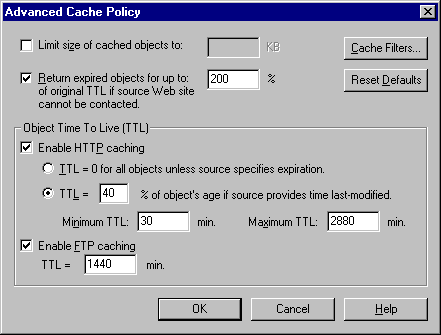 Advanced Cache Policy
Limit size of cached objects to: KB
Cache Filters...
Return expired objects for up to: 200 %
of original TTL if source Web site
cannot be contacted.
Reset Defaults
Object Time To Live (TTL)
Enable HTTP caching
TTL = 0 for all objects unless source specifies expiration.
TTL = 40 % of object's age if source provides time last-modified.
Minimum TTL: 30 min. Maximum TTL: 2880 min.
Enable FTP caching
TTL = 1440 min.
OK Cancel Help